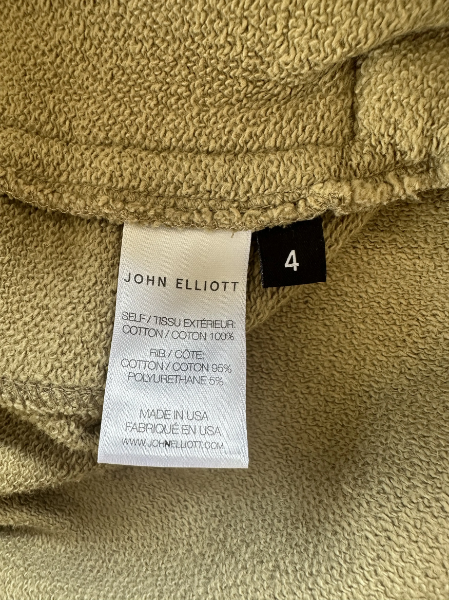 JOHN ELLIOTT
4
SELF / TISSU EXTÉRIEUR:
COTTON / COTON 100%
RIB / CÔTE:
COTTON / COTON 95%
POLYURETHANE 5%
MADE IN USA
FABRIQUÉ EN USA
WWW.JOHNELLIOTT.COM